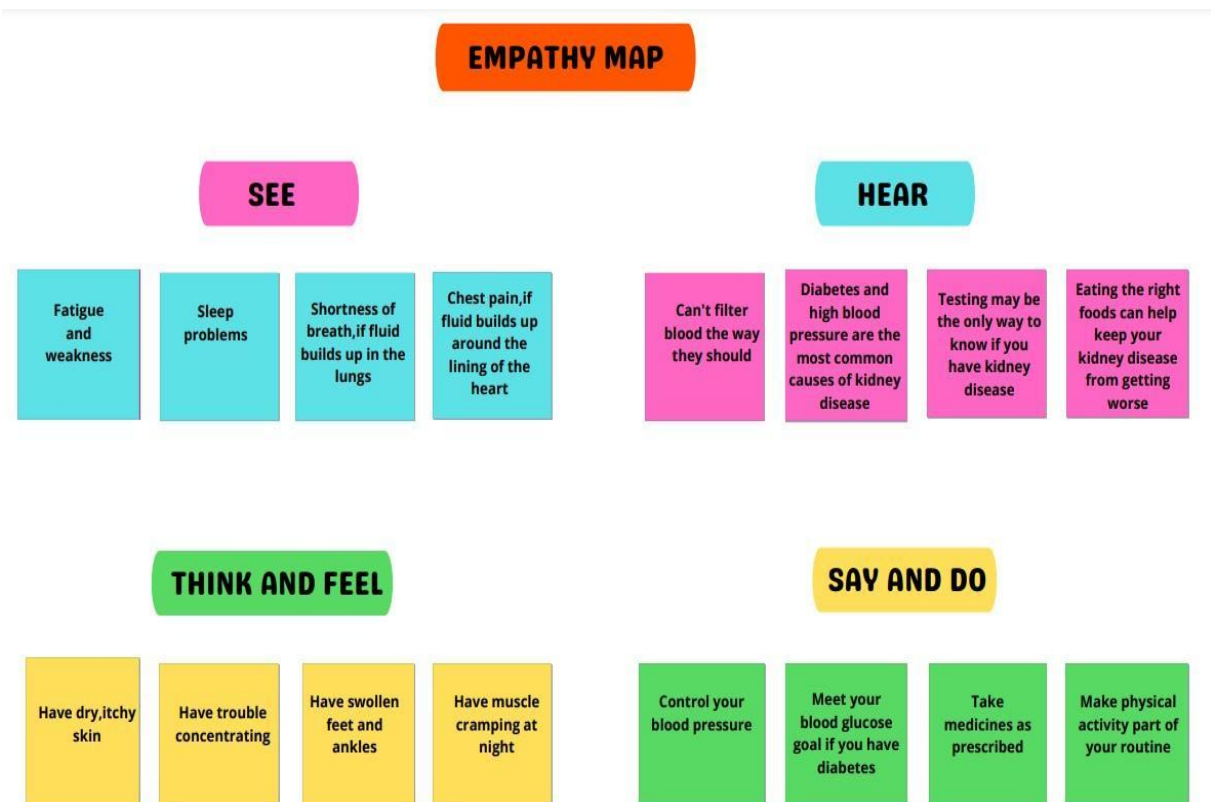 EMPATHY MAP
SEE
Fatigue
and
weakness
Sleep
problems
Shortness of
breath,if fluid
builds up in the
lungs
Chest pain,if
fluid builds up
around the
lining of the
heart
HEAR
Can't filter
blood the way
they should
Diabetes and
high blood
pressure are the
most common
causes of kidney
disease
Testing may be
the only way to
know if you
have kidney
disease
Eating the right
foods can help
keep your
kidney disease
from getting
worse
THINK AND FEEL
Have dry,itchy
skin
Have trouble
concentrating
Have swollen
feet and
ankles
Have muscle
cramping at
night
SAY AND DO
Control your
blood pressure
Meet your
blood glucose
goal if you have
diabetes
Take
medicines as
prescribed
Make physical
activity part of
your routine